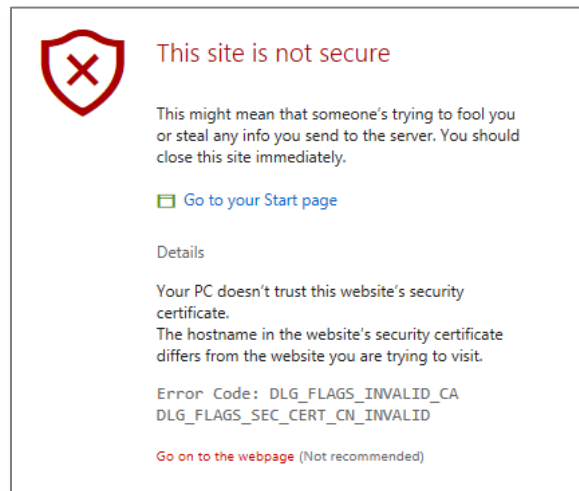 This site is not secure
This might mean that someone's trying to fool you
or steal any info you send to the server. You should
close this site immediately.
Go to your Start page
Details
Your PC doesn't trust this website's security
certificate.
The hostname in the website's security certificate
differs from the website you are trying to visit.
Error Code: DLG_FLAGS_INVALID_CA
DLG_FLAGS_SEC_CERT_CN_INVALID
Go on to the webpage (Not recommended)